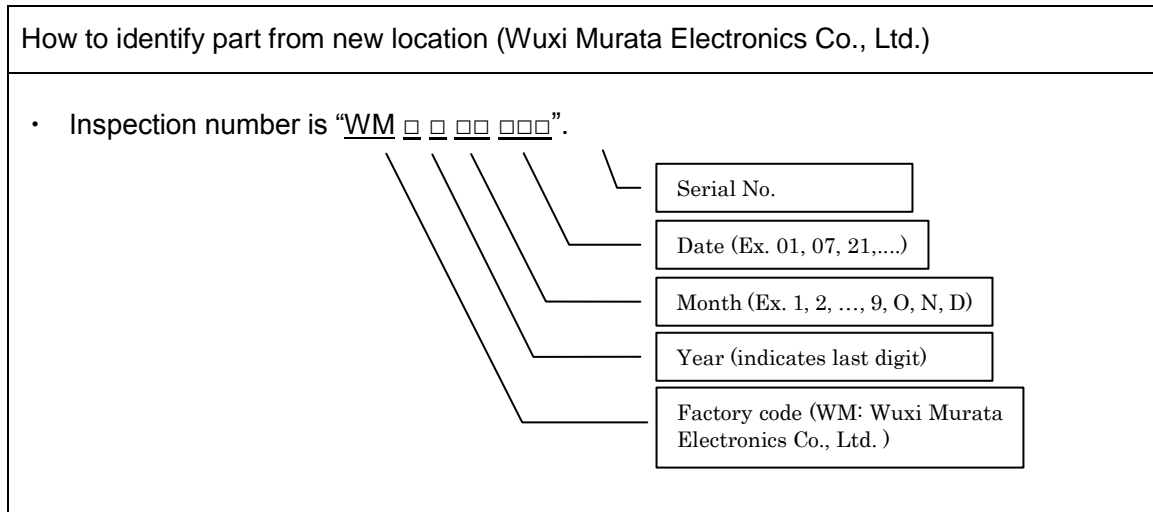 How to identify part from new location (Wuxi Murata Electronics Co., Ltd.)
・ Inspection number is “WM □ □ □□ □□□”.
Serial No.
Date (Ex. 01, 07, 21,....)
Month (Ex. 1, 2, …, 9, O, N, D)
Year (indicates last digit)
Factory code (WM: Wuxi Murata
Electronics Co., Ltd. )